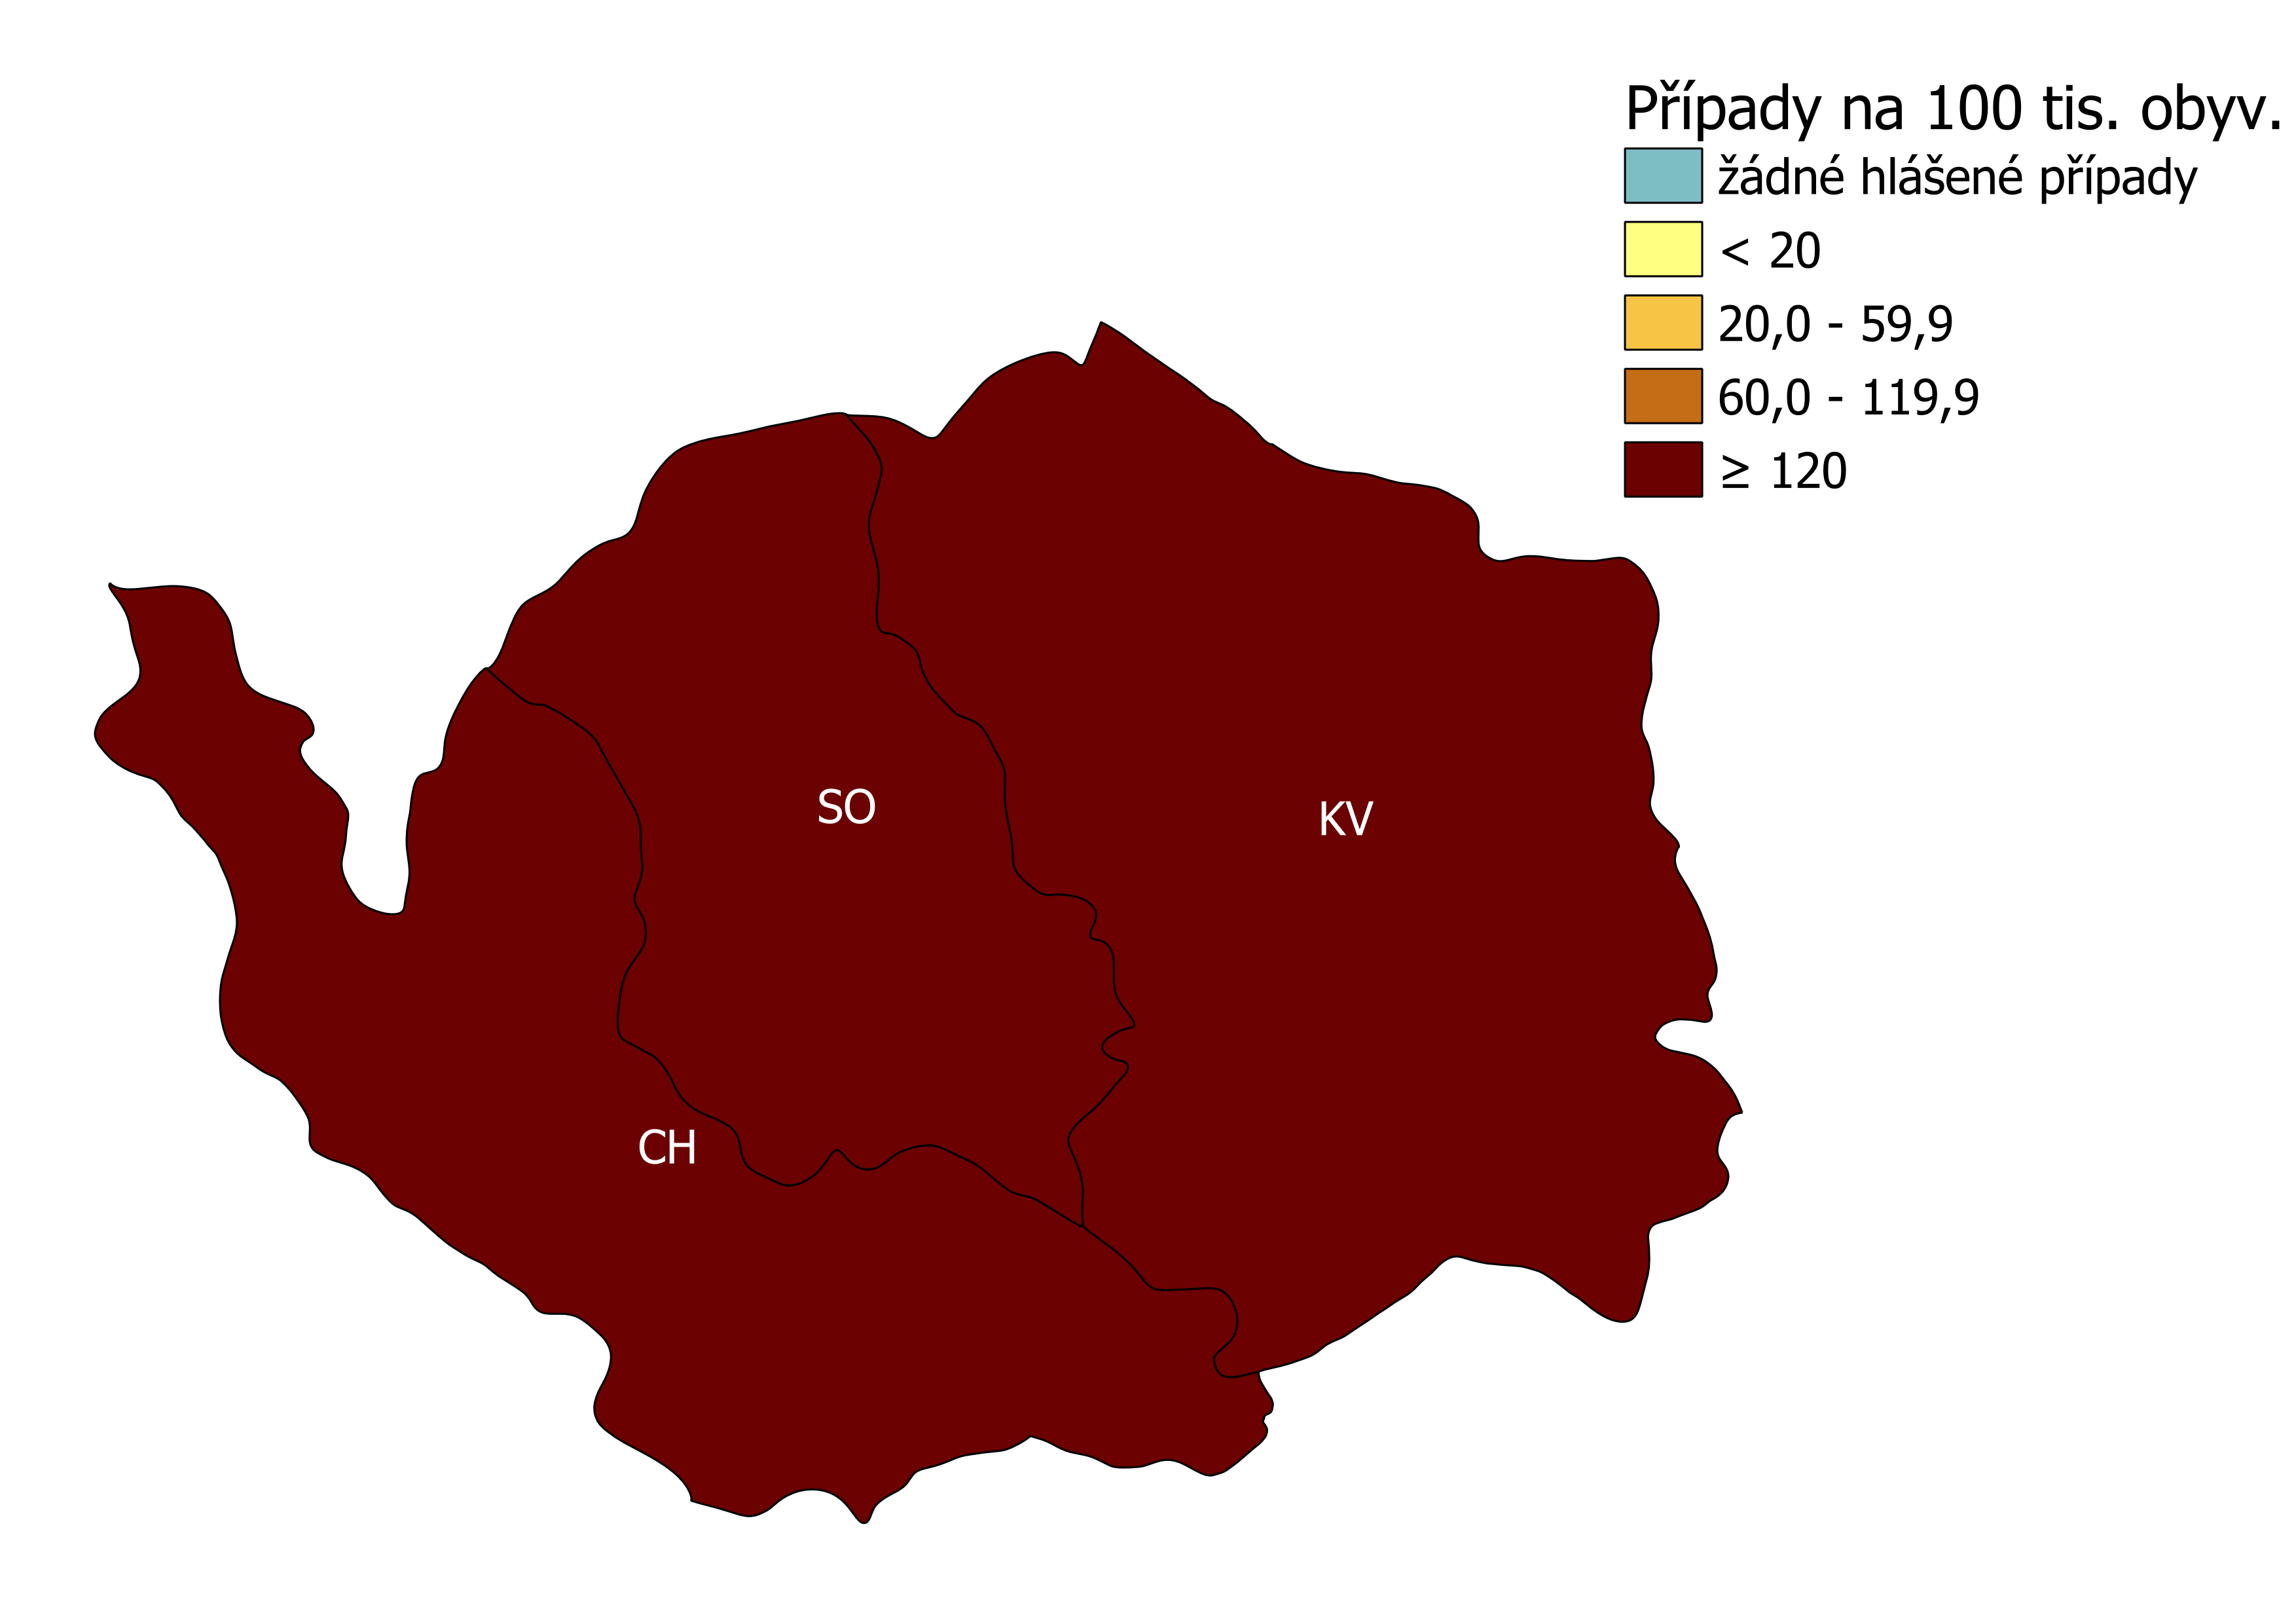 Případy na 100 tis. obyv.
žádné hlášené případy
< 20
20,0 - 59,9
60,0 - 119,9
≥ 120
SO
KV
CH